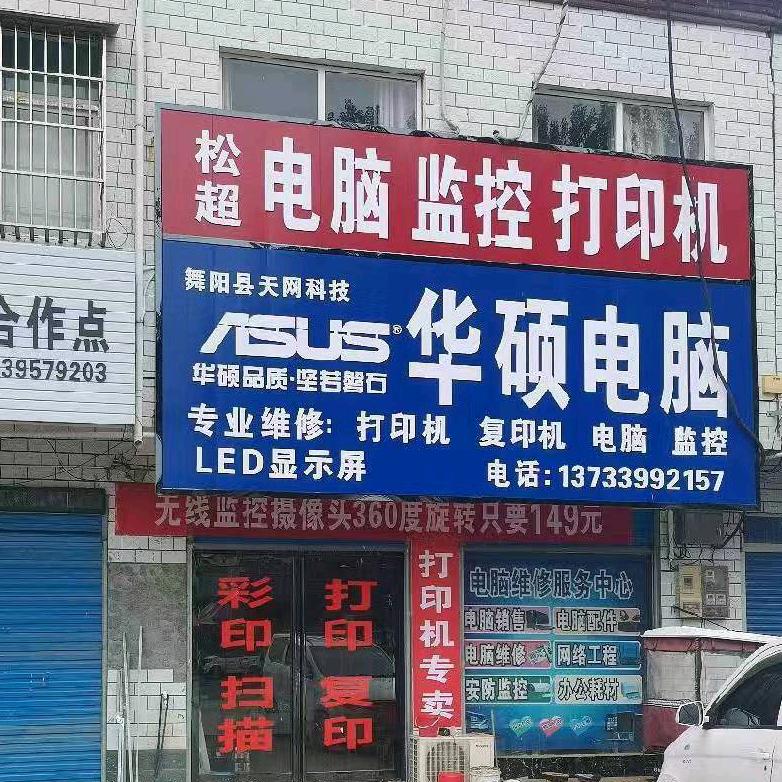 松超 电脑 监控 打印机
舞阳县天网科技
ASUS® 华硕电脑
华硕品质·坚若磐石
专业维修: 打印机 复印机 电脑 监控
LED显示屏 电话:13733992157
合作点
39579203
无线监控摄像头360度旋转只要149元
彩印扫描
打印复印
打印机专卖
电脑维修服务中心
电脑销售 电脑配件
电脑维修 网络工程
安防监控 办公耗材